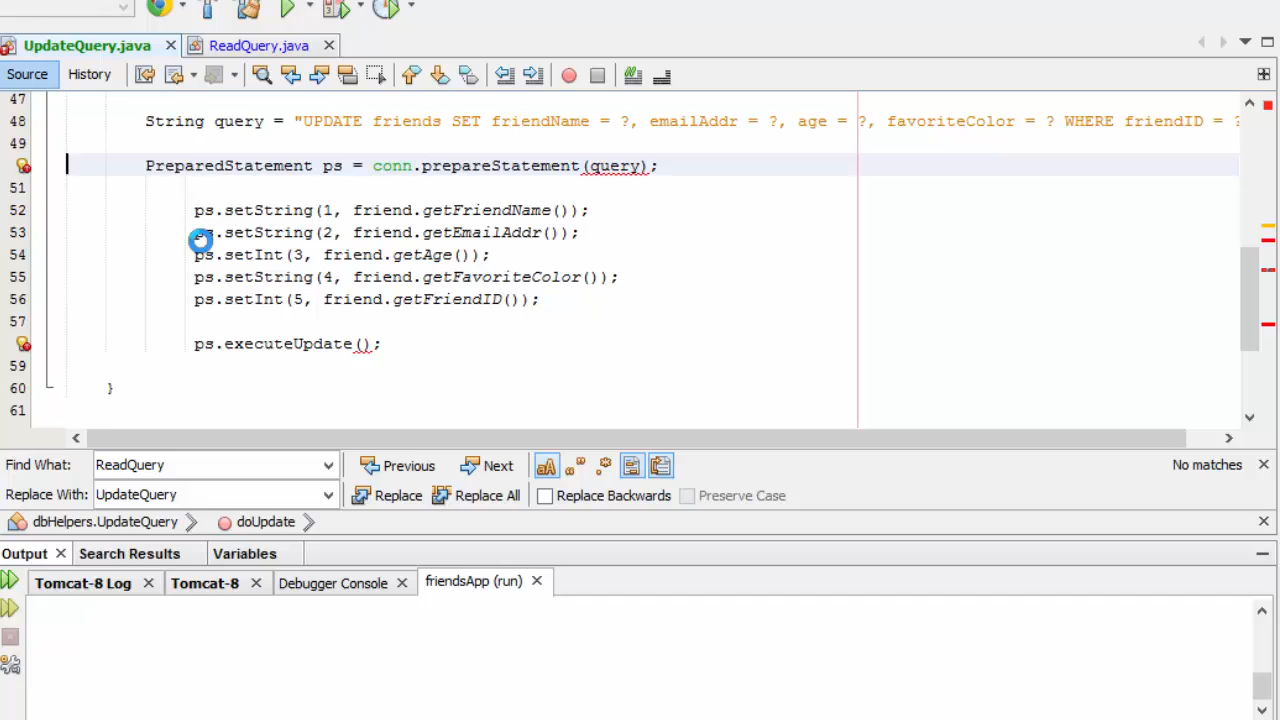 UpdateQuery.java ReadQuery.java
Source History
47
48 String query = "UPDATE friends SET friendName = ?, emailAddr = ?, age = ?, favoriteColor = ? WHERE friendID = ?
49
PreparedStatement ps = conn.prepareStatement(query);
51
52 ps.setString(1, friend.getFriendName());
53 ps.setString(2, friend.getEmailAddr());
54 ps.setInt(3, friend.getAge());
55 ps.setString(4, friend.getFavoriteColor());
56 ps.setInt(5, friend.getFriendID());
57
ps.executeUpdate();
59
60 }
61
Find What: ReadQuery Previous Next No matches
Replace With: UpdateQuery Replace Replace All Replace Backwards Preserve Case
dbHelpers.UpdateQuery doUpdate
Output Search Results Variables
Tomcat-8 Log Tomcat-8 Debugger Console friendsApp (run)